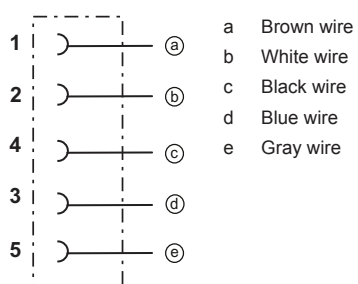 1 ⓐ
2 ⓑ
4 ⓒ
3 ⓓ
5 ⓔ
a Brown wire
b White wire
c Black wire
d Blue wire
e Gray wire